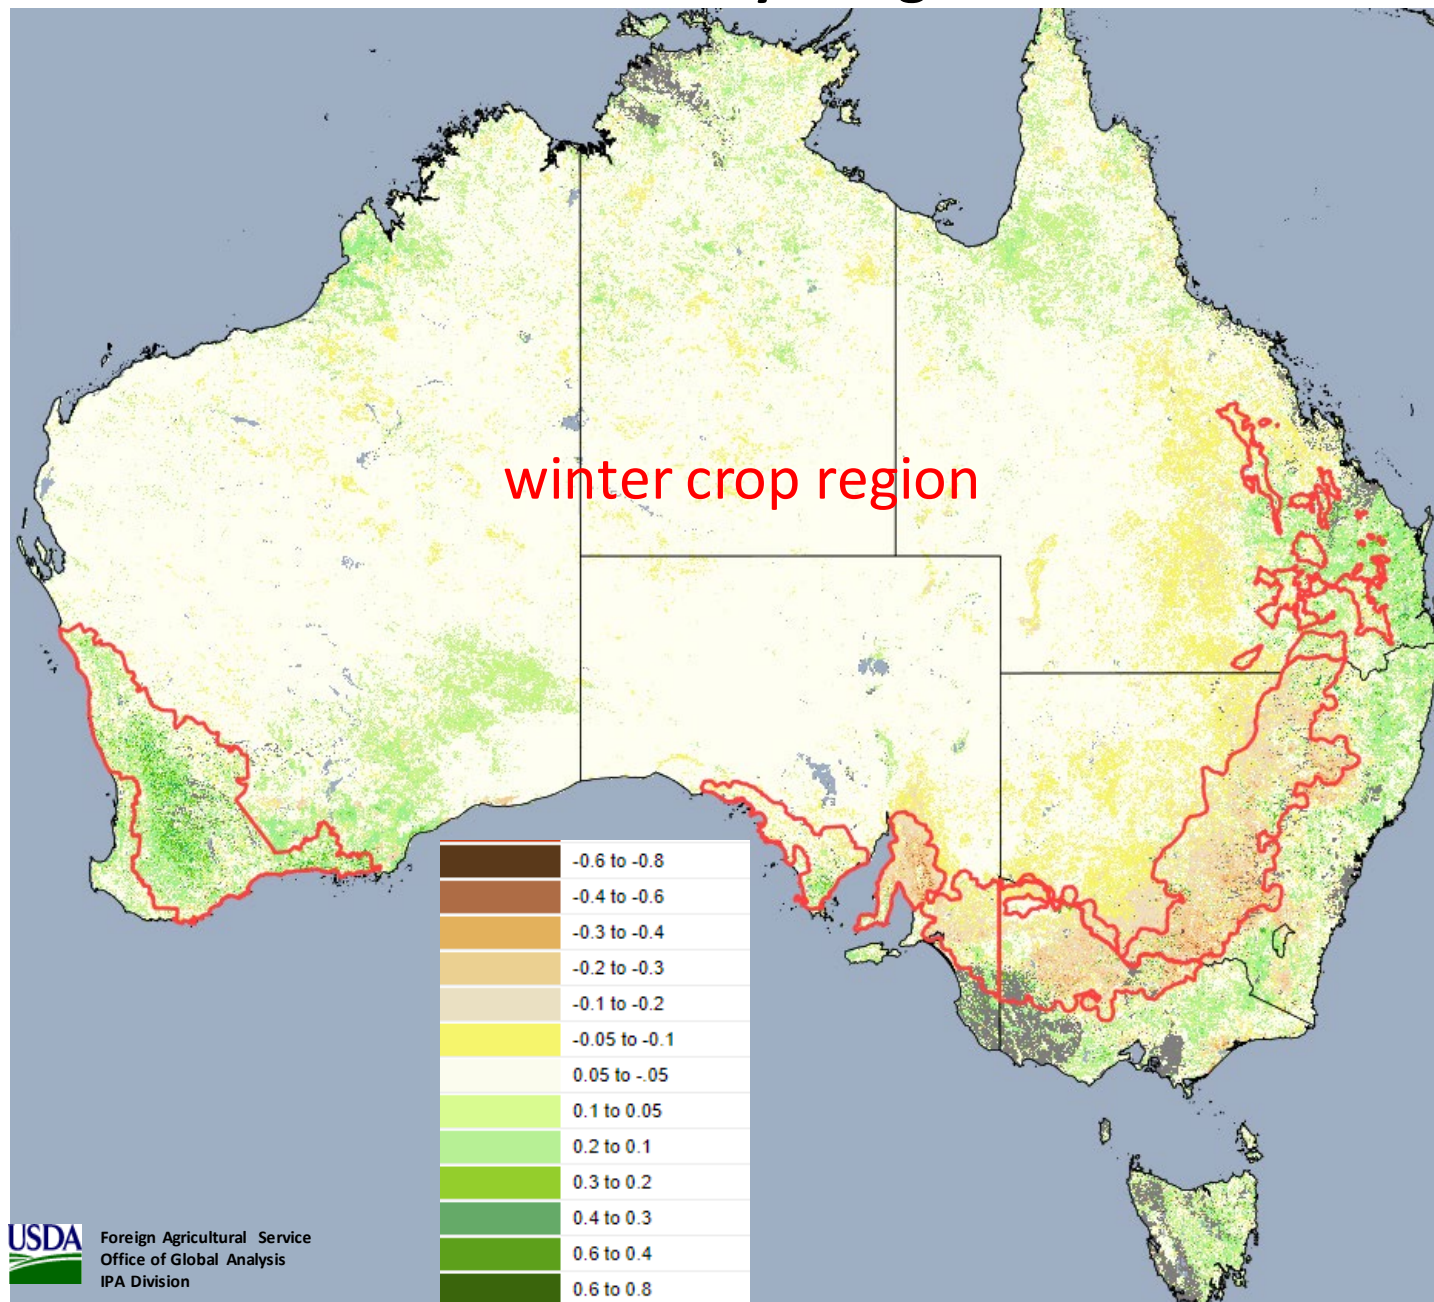 winter crop region
-0.6 to -0.8
-0.4 to -0.6
-0.3 to -0.4
-0.2 to -0.3
-0.1 to -0.2
-0.05 to -0.1
0.05 to -.05
0.1 to 0.05
0.2 to 0.1
0.3 to 0.2
0.4 to 0.3
0.6 to 0.4
0.6 to 0.8
USDA
Foreign Agricultural Service
Office of Global Analysis
IPA Division